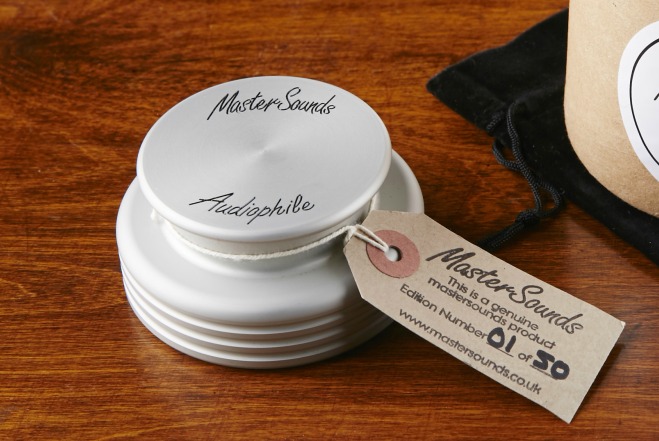 MasterSounds
Audiophile
MasterSounds
This is a genuine
mastersounds product
Edition Number 01 of 50
www.mastersounds.co.uk